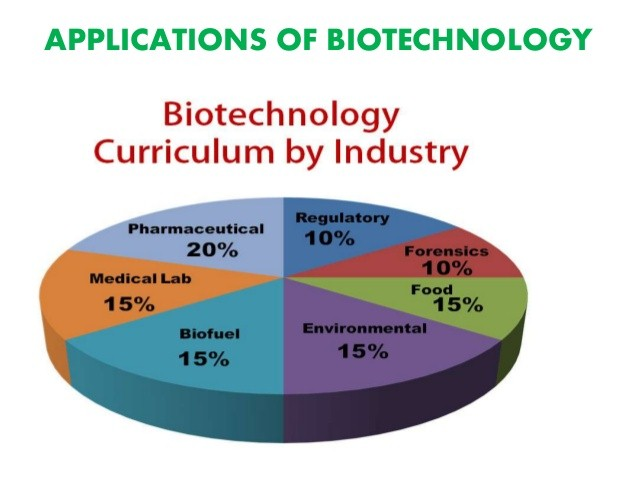 APPLICATIONS OF BIOTECHNOLOGY
Biotechnology
Curriculum by Industry
Pharmaceutical
20%
Regulatory
10%
Forensics
10%
Medical Lab
15%
Food
15%
Biofuel
15%
Environmental
15%